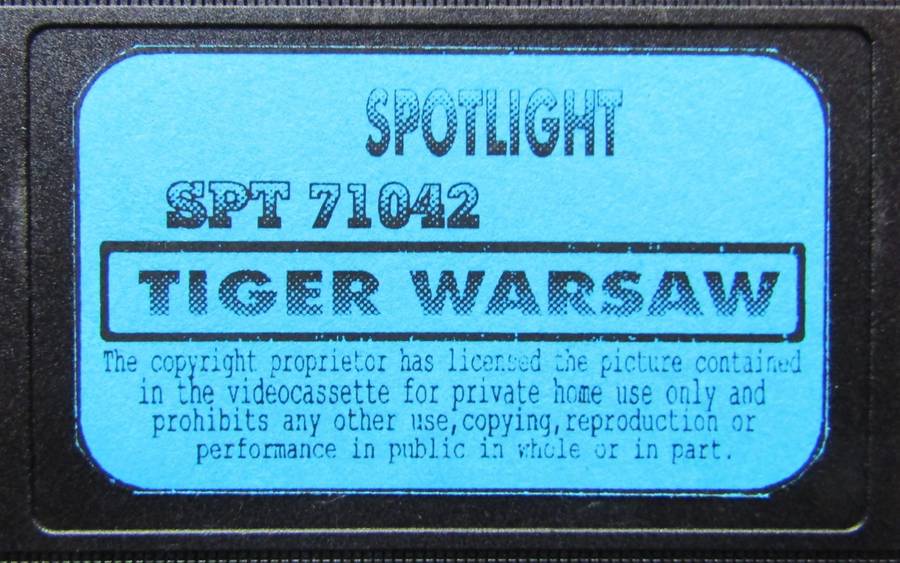 SPOTLIGHT
SPT 71042
TIGER WARSAW
The copyright proprietor has licensed the picture contained
in the videocassette for private home use only and
prohibits any other use,copying,reproduction or
performance in public in whole or in part.